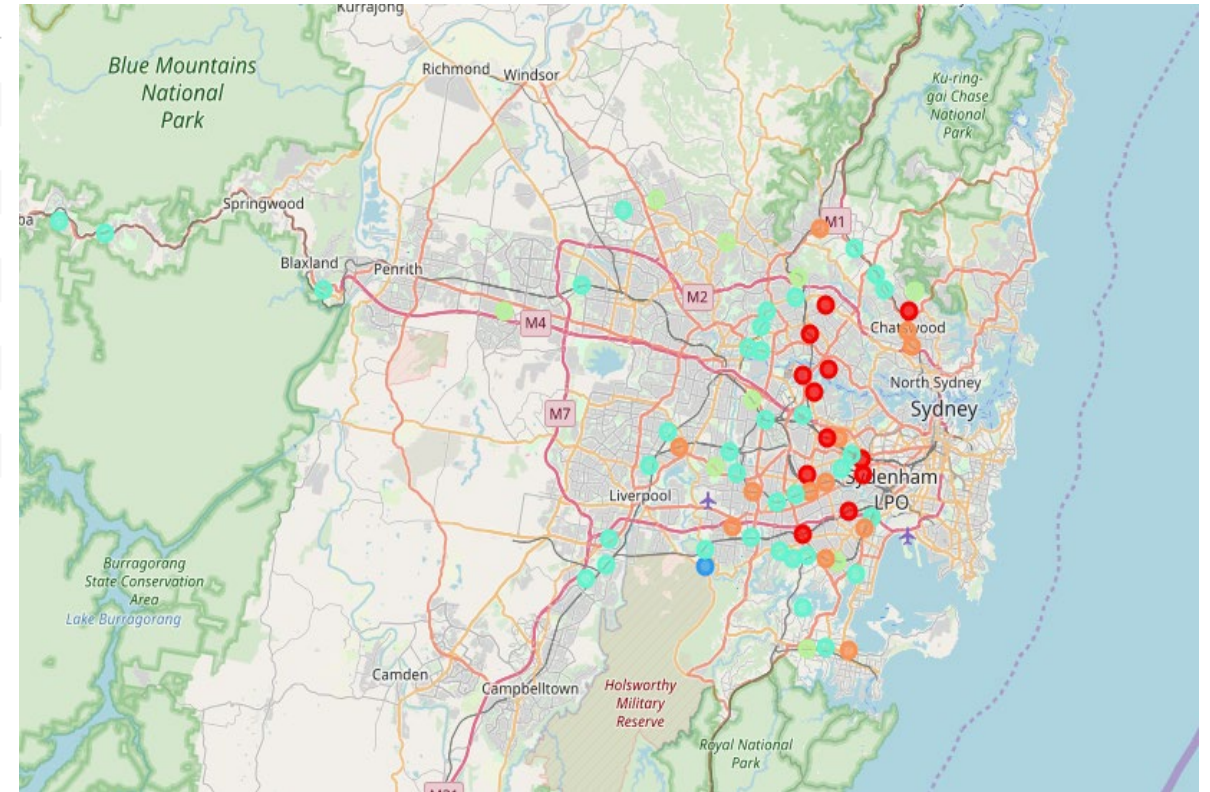 Kurrajong
Blue Mountains
National
Park
Richmond
Windsor
Ku-ring-
gai Chase
National
Park
Springwood
ba
M1
Blaxland
Penrith
M2
M4
Chatswood
North Sydney
Sydney
M7
Liverpool
Sydenham
LPO
Burragorang
State Conservation
Area
Lake Burragorang
Camden
Campbelltown
Holsworthy
Military
Reserve
Royal National
Park